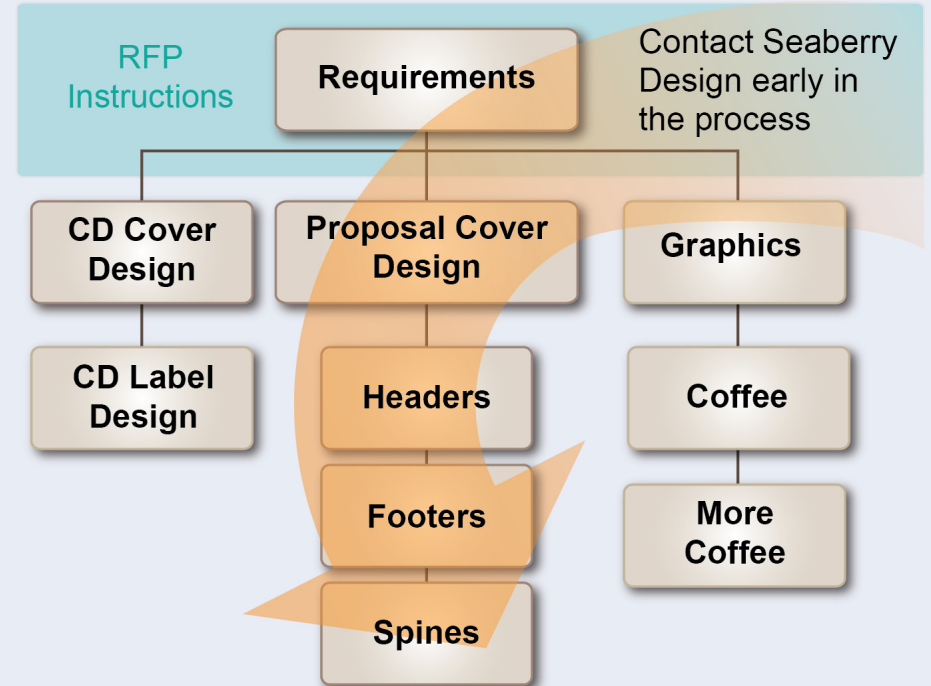 RFP
Instructions
Requirements
Contact Seaberry
Design early in
the process
CD Cover
Design
Proposal Cover
Design
Graphics
CD Label
Design
Headers
Coffee
Footers
More
Coffee
Spines